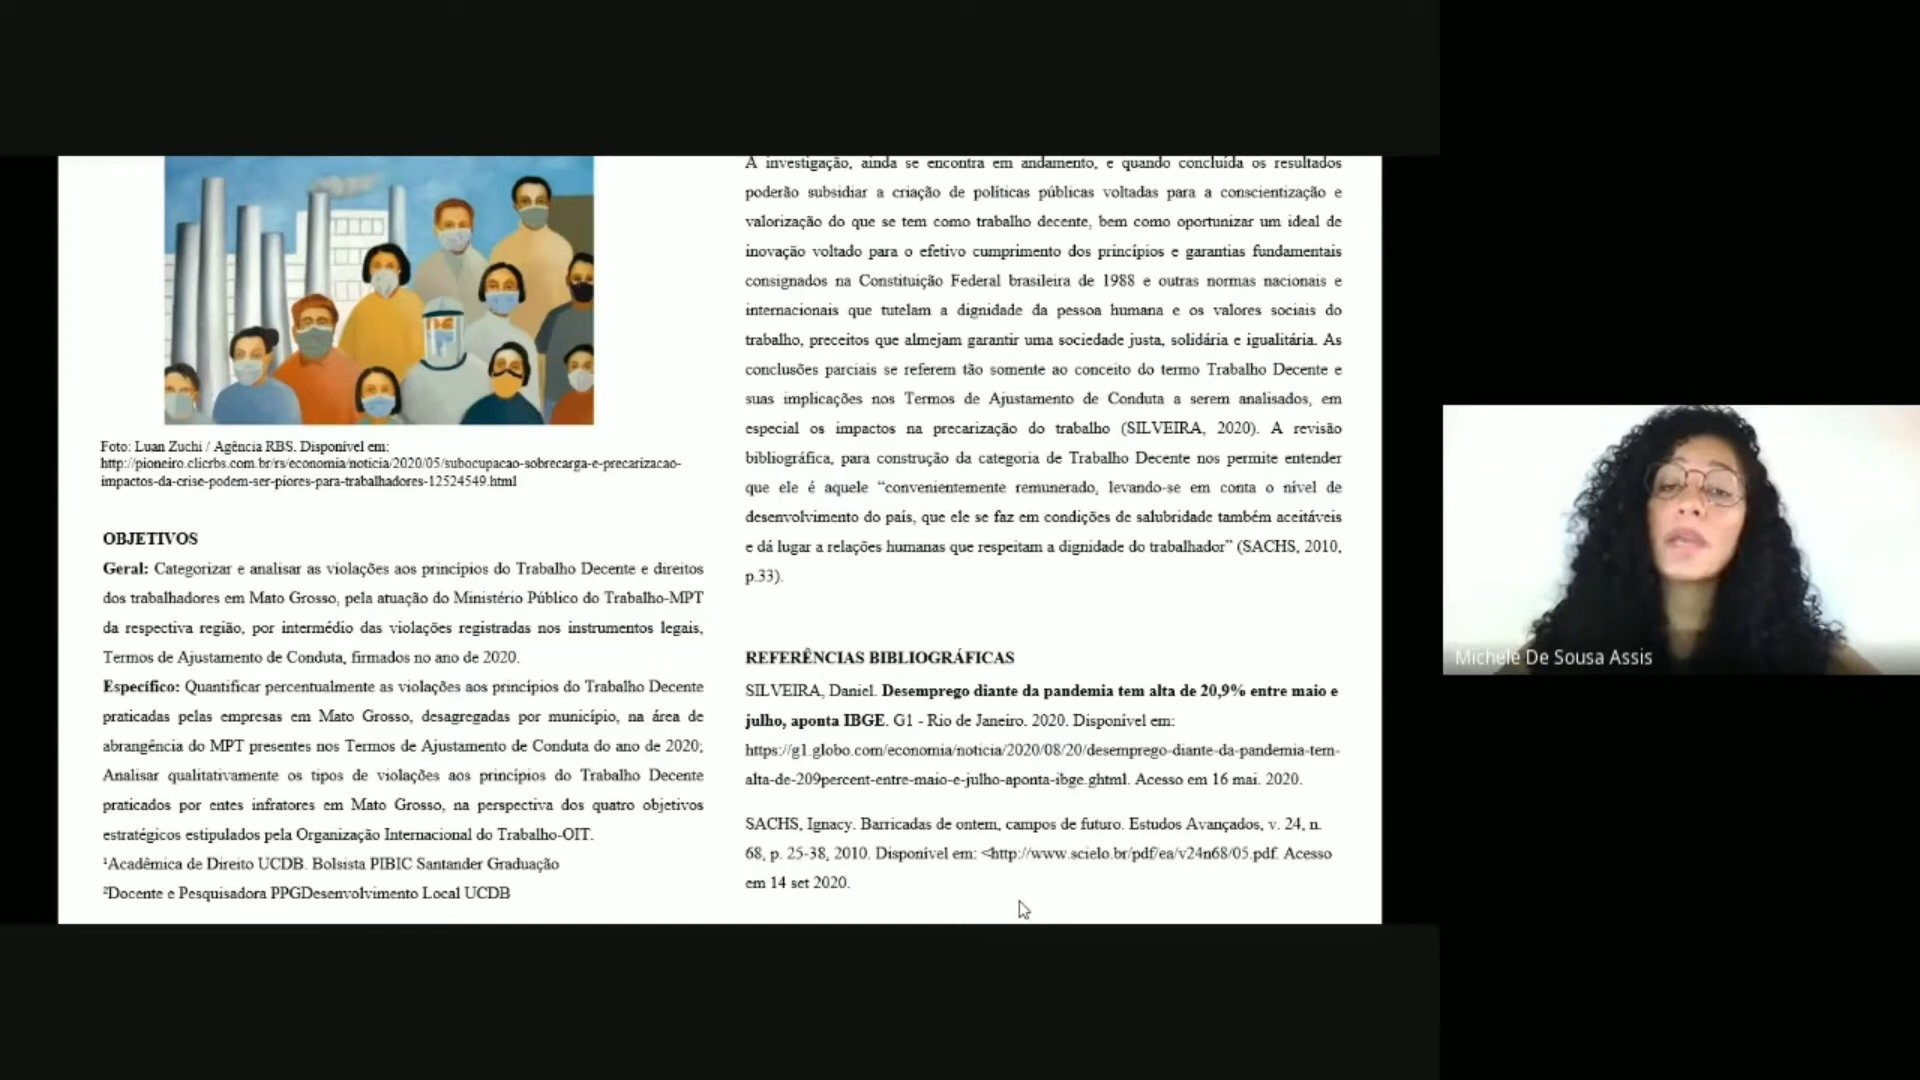 Foto: Luan Zuchi / Agência RBS. Disponível em:
http://pioneiro.clicrbs.com.br/rs/economia/noticia/2020/05/subocupacao-sobrecarga-e-precarizacao-
impactos-da-crise-podem-ser-piores-para-trabalhadores-12524549.html
OBJETIVOS
Geral: Categorizar e analisar as violações aos princípios do Trabalho Decente e direitos
dos trabalhadores em Mato Grosso, pela atuação do Ministério Público do Trabalho-MPT
da respectiva região, por intermédio das violações registradas nos instrumentos legais,
Termos de Ajustamento de Conduta, firmados no ano de 2020.
Específico: Quantificar percentualmente as violações aos princípios do Trabalho Decente
praticadas pelas empresas em Mato Grosso, desagregadas por município, na área de
abrangência do MPT presentes nos Termos de Ajustamento de Conduta do ano de 2020;
Analisar qualitativamente os tipos de violações aos princípios do Trabalho Decente
praticados por entes infratores em Mato Grosso, na perspectiva dos quatro objetivos
estratégicos estipulados pela Organização Internacional do Trabalho-OIT.
¹Acadêmica de Direito UCDB. Bolsista PIBIC Santander Graduação
²Docente e Pesquisadora PPGDesenvolvimento Local UCDB
A investigação, ainda se encontra em andamento, e quando concluída os resultados
poderão subsidiar a criação de políticas públicas voltadas para a conscientização e
valorização do que se tem como trabalho decente, bem como oportunizar um ideal de
inovação voltado para o efetivo cumprimento dos princípios e garantias fundamentais
consignados na Constituição Federal brasileira de 1988 e outras normas nacionais e
internacionais que tutelam a dignidade da pessoa humana e os valores sociais do
trabalho, preceitos que almejam garantir uma sociedade justa, solidária e igualitária. As
conclusões parciais se referem tão somente ao conceito do termo Trabalho Decente e
suas implicações nos Termos de Ajustamento de Conduta a serem analisados, em
especial os impactos na precarização do trabalho (SILVEIRA, 2020). A revisão
bibliográfica, para construção da categoria de Trabalho Decente nos permite entender
que ele é aquele “convenientemente remunerado, levando-se em conta o nível de
desenvolvimento do país, que ele se faz em condições de salubridade também aceitáveis
e dá lugar a relações humanas que respeitam a dignidade do trabalhador” (SACHS, 2010,
p.33).
REFERÊNCIAS BIBLIOGRÁFICAS
SILVEIRA, Daniel. Desemprego diante da pandemia tem alta de 20,9% entre maio e
julho, aponta IBGE. G1 - Rio de Janeiro. 2020. Disponível em:
https://g1.globo.com/economia/noticia/2020/08/20/desemprego-diante-da-pandemia-tem-
alta-de-209percent-entre-maio-e-julho-aponta-ibge.ghtml. Acesso em 16 mai. 2020.
SACHS, Ignacy. Barricadas de ontem, campos de futuro. Estudos Avançados, v. 24, n.
68, p. 25-38, 2010. Disponível em: <http://www.scielo.br/pdf/ea/v24n68/05.pdf. Acesso
em 14 set 2020.
Michele De Sousa Assis